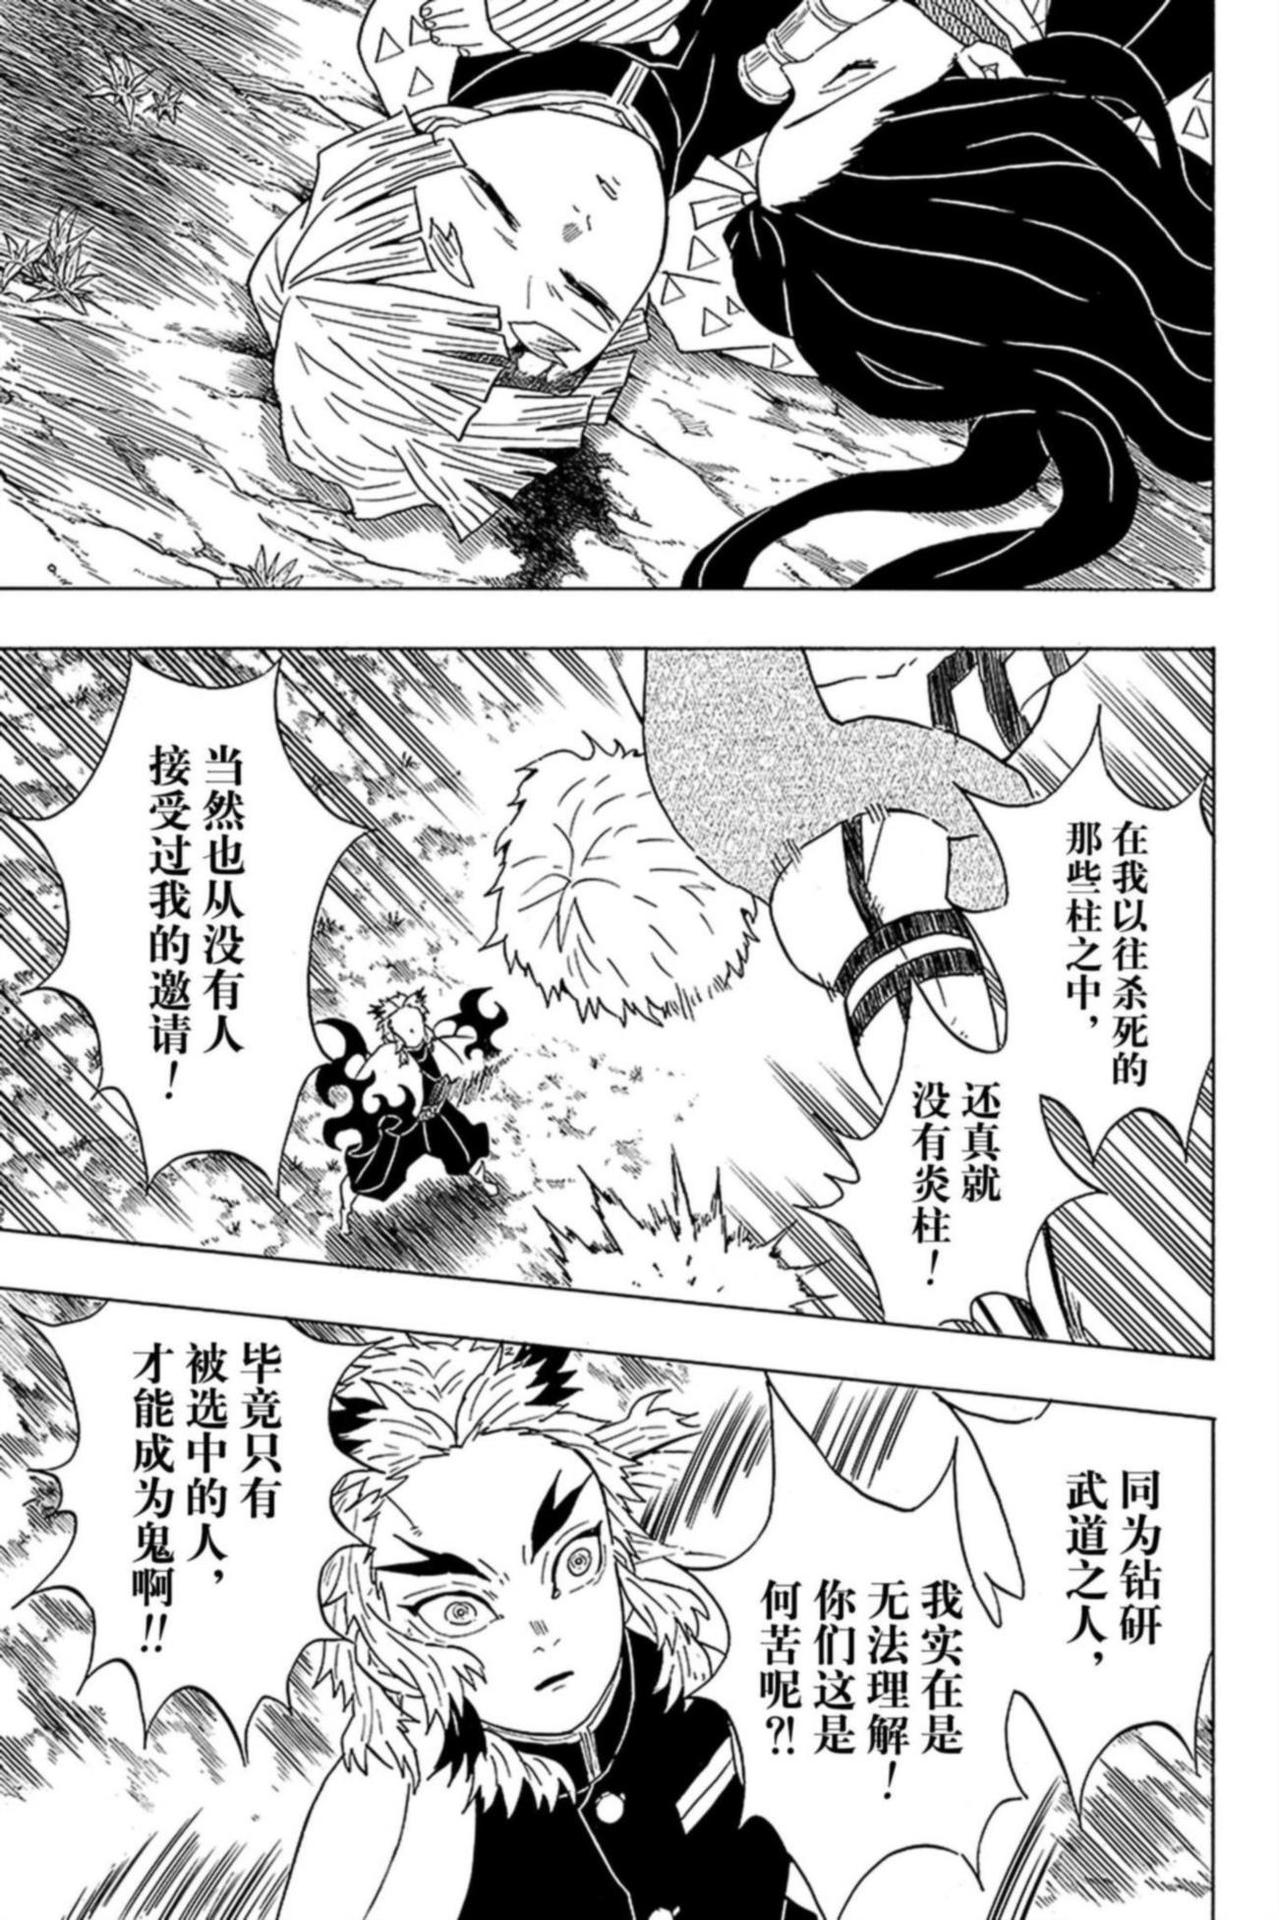 在我以往杀死的
那些柱之中，
还真就
没有炎柱！
当然也从没有人
接受过我的邀请！
同为钻研
武道之人，
我实在是
无法理解！
你们这是
何苦呢?!
毕竟只有
被选中的人，
才能成为鬼啊!!